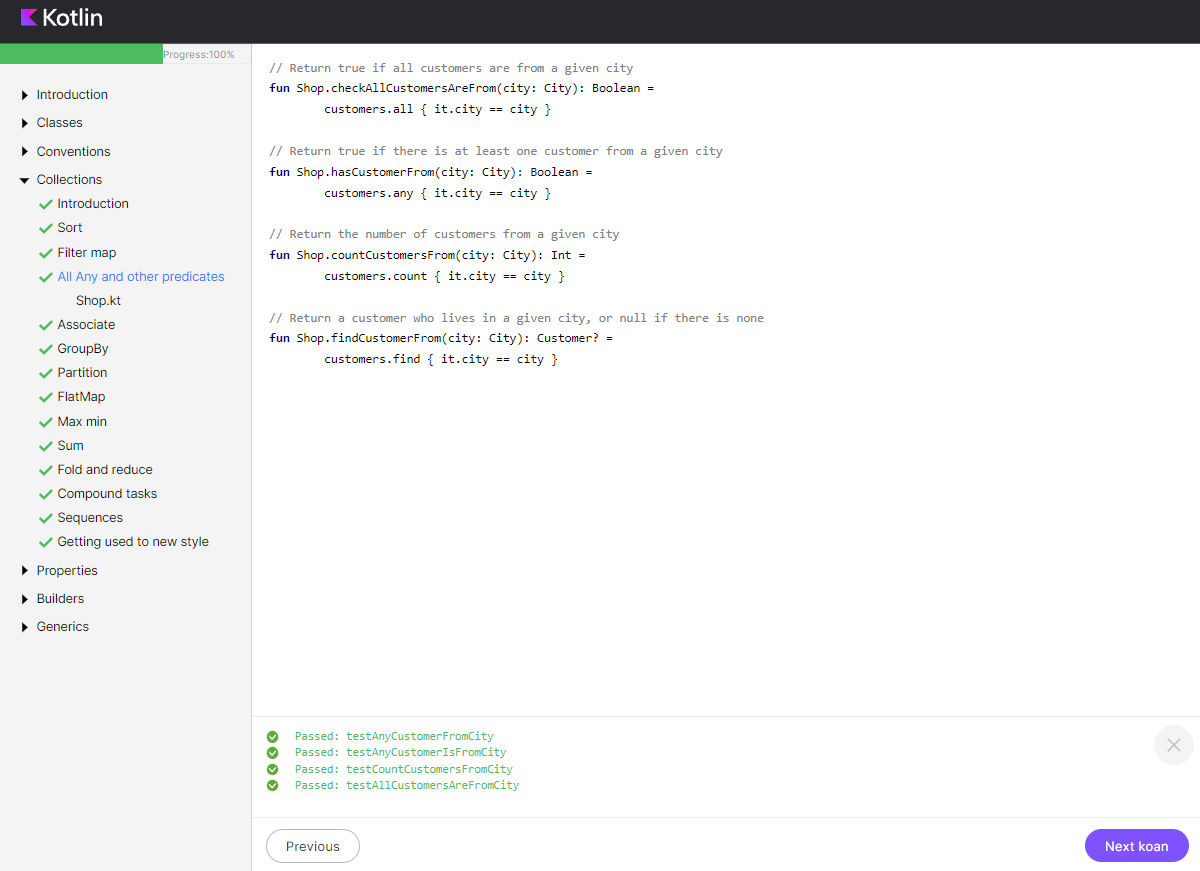 Kotlin
Progress:100%
Introduction
Classes
Conventions
Collections
Introduction
Sort
Filter map
All Any and other predicates
Shop.kt
Associate
GroupBy
Partition
FlatMap
Max min
Sum
Fold and reduce
Compound tasks
Sequences
Getting used to new style
Properties
Builders
Generics
// Return true if all customers are from a given city
fun Shop.checkAllCustomersAreFrom(city: City): Boolean =
        customers.all { it.city == city }
// Return true if there is at least one customer from a given city
fun Shop.hasCustomerFrom(city: City): Boolean =
        customers.any { it.city == city }
// Return the number of customers from a given city
fun Shop.countCustomersFrom(city: City): Int =
        customers.count { it.city == city }
// Return a customer who lives in a given city, or null if there is none
fun Shop.findCustomerFrom(city: City): Customer? =
        customers.find { it.city == city }
Passed: testAnyCustomerFromCity
Passed: testAnyCustomerIsFromCity
Passed: testCountCustomersFromCity
Passed: testAllCustomersAreFromCity
Previous
Next koan